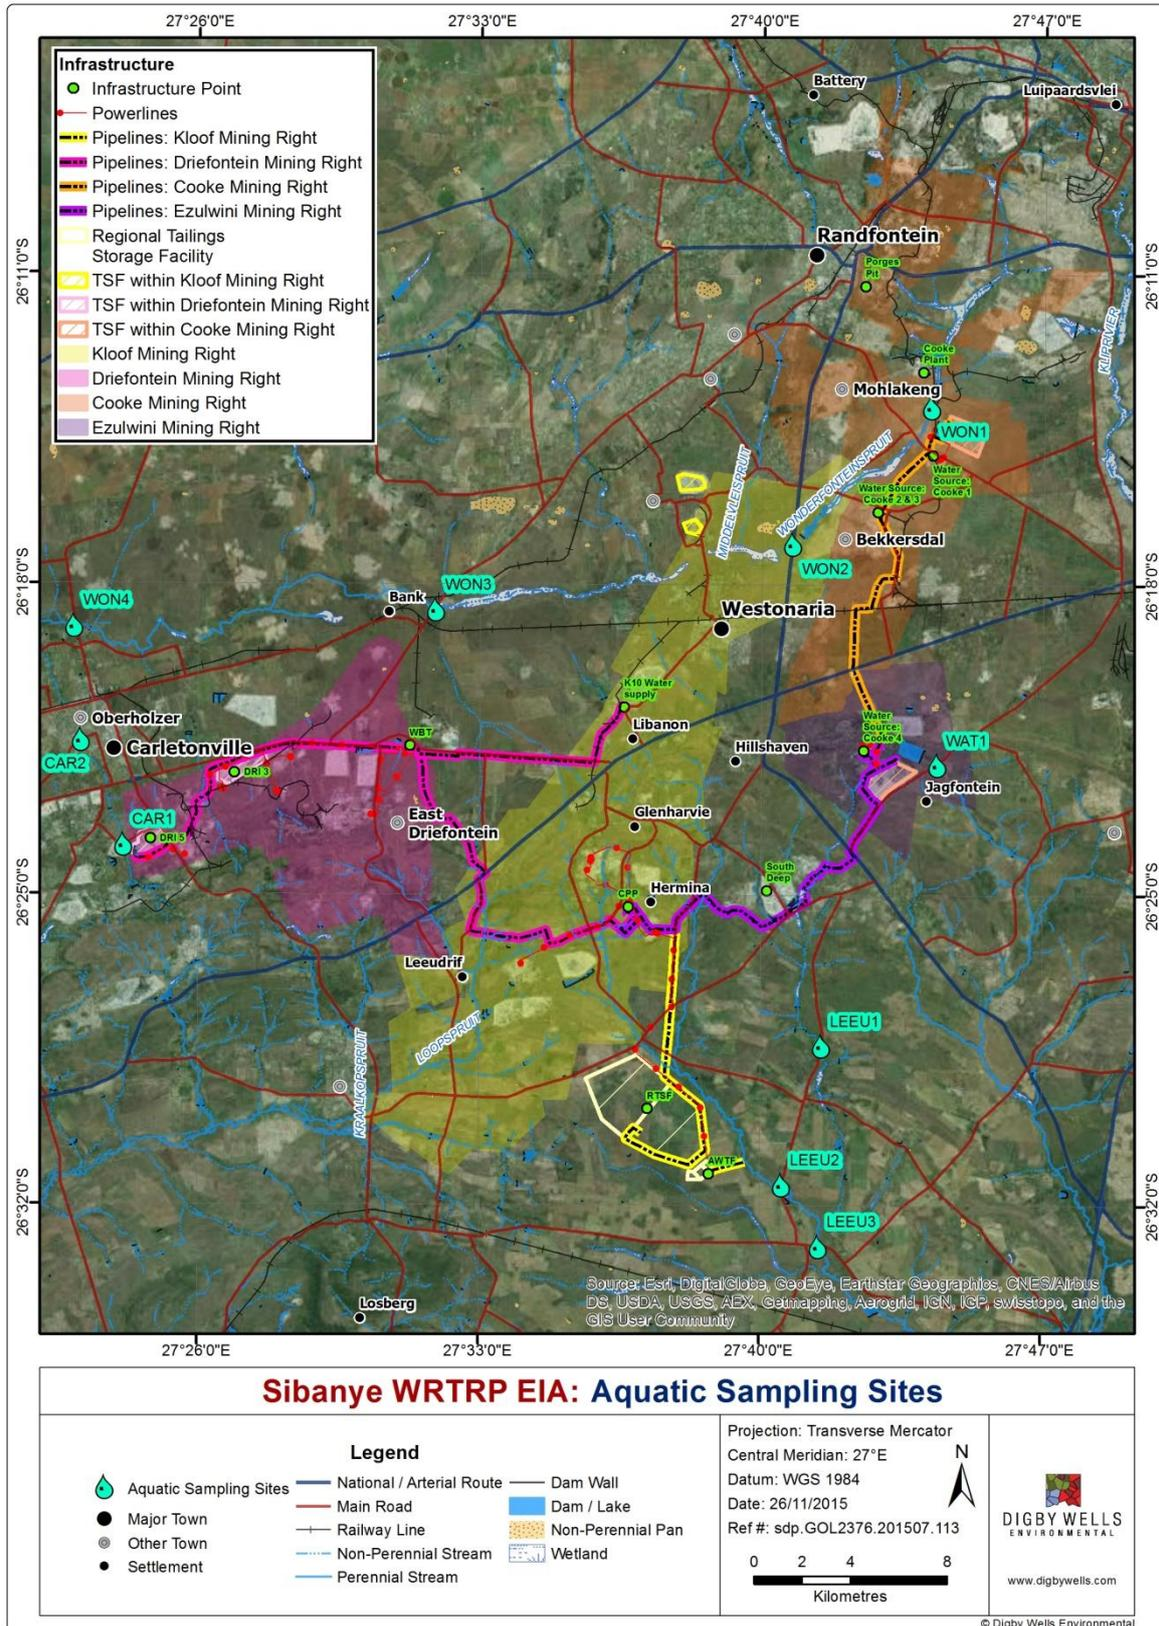 27°26'0"E
27°33'0"E
27°40'0"E
27°47'0"E
Infrastructure
Infrastructure Point
Powerlines
Pipelines: Kloof Mining Right
Pipelines: Driefontein Mining Right
Pipelines: Cooke Mining Right
Pipelines: Ezulwini Mining Right
Regional Tailings
Storage Facility
TSF within Kloof Mining Right
TSF within Driefontein Mining Right
TSF within Cooke Mining Right
Kloof Mining Right
Driefontein Mining Right
Cooke Mining Right
Ezulwini Mining Right
Battery
Luipaardsvlei
Randfontein
Porges
Pit
26°11'0"S
26°11'0"S
KLIPRIVIER
Cooke
Plant
Mohlakeng
WON1
Water
Source:
Cooke 1
MIDDELVLEISPRUIT
WONDERFONTEINSPRUIT
Water Source:
Cooke 2 & 3
Bekkersdal
WON2
26°18'0"S
26°18'0"S
WON4
Bank
WON3
Westonaria
K10 Water
supply
Libanon
Oberholzer
Carletonville
CAR2
WBT
Hillshaven
Water
Source:
Cooke 4
WAT1
Jagfontein
DRI 3
CAR1
DRI 5
East
Driefontein
Glenharvie
26°25'0"S
26°25'0"S
CPP
Hermina
South
Deep
Leeudrif
LOOPSPRUIT
KRAALKOPSPRUIT
LEEU1
RTSF
AWTF
LEEU2
26°32'0"S
26°32'0"S
LEEU3
Losberg
Source: Esri, DigitalGlobe, GeoEye, Earthstar Geographics, CNES/Airbus
DS, USDA, USGS, AEX, Getmapping, Aerogrid, IGN, IGP, swisstopo, and the
GIS User Community
27°26'0"E
27°33'0"E
27°40'0"E
27°47'0"E
Sibanye WRTRP EIA: Aquatic Sampling Sites
Legend
Aquatic Sampling Sites
Major Town
Other Town
Settlement
National / Arterial Route
Main Road
Railway Line
Non-Perennial Stream
Perennial Stream
Dam Wall
Dam / Lake
Non-Perennial Pan
Wetland
Projection: Transverse Mercator
Central Meridian: 27°E
Datum: WGS 1984
Date: 26/11/2015
Ref #: sdp.GOL2376.201507.113
N
0 2 4 8
Kilometres
DIGBY WELLS
ENVIRONMENTAL
www.digbywells.com
© Digby Wells Environmental